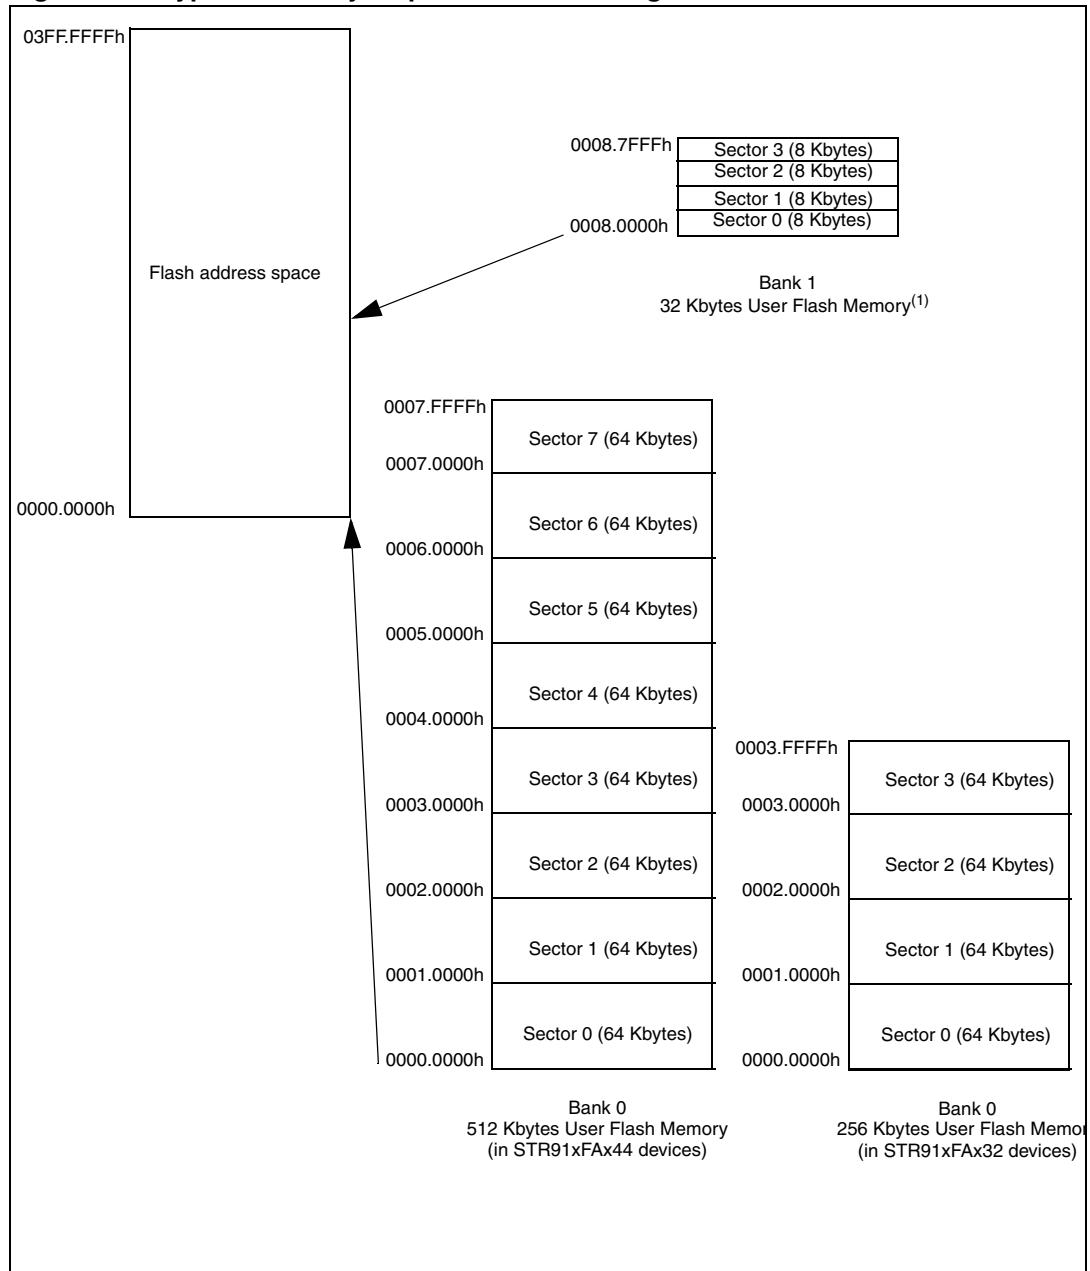 03FF.FFFFh
0008.7FFFh
Sector 3 (8 Kbytes)
Sector 2 (8 Kbytes)
Sector 1 (8 Kbytes)
0008.0000h
Sector 0 (8 Kbytes)
Flash address space
Bank 1
32 Kbytes User Flash Memory(1)
0007.FFFFh
Sector 7 (64 Kbytes)
0007.0000h
0000.0000h
Sector 6 (64 Kbytes)
0006.0000h
Sector 5 (64 Kbytes)
0005.0000h
Sector 4 (64 Kbytes)
0004.0000h
Sector 3 (64 Kbytes)
0003.0000h
Sector 2 (64 Kbytes)
0002.0000h
Sector 1 (64 Kbytes)
0001.0000h
Sector 0 (64 Kbytes)
0000.0000h
Bank 0
512 Kbytes User Flash Memory
(in STR91xFAx44 devices)
0003.FFFFh
Sector 3 (64 Kbytes)
0003.0000h
Sector 2 (64 Kbytes)
0002.0000h
Sector 1 (64 Kbytes)
0001.0000h
Sector 0 (64 Kbytes)
0000.0000h
Bank 0
256 Kbytes User Flash Memor
(in STR91xFAx32 devices)